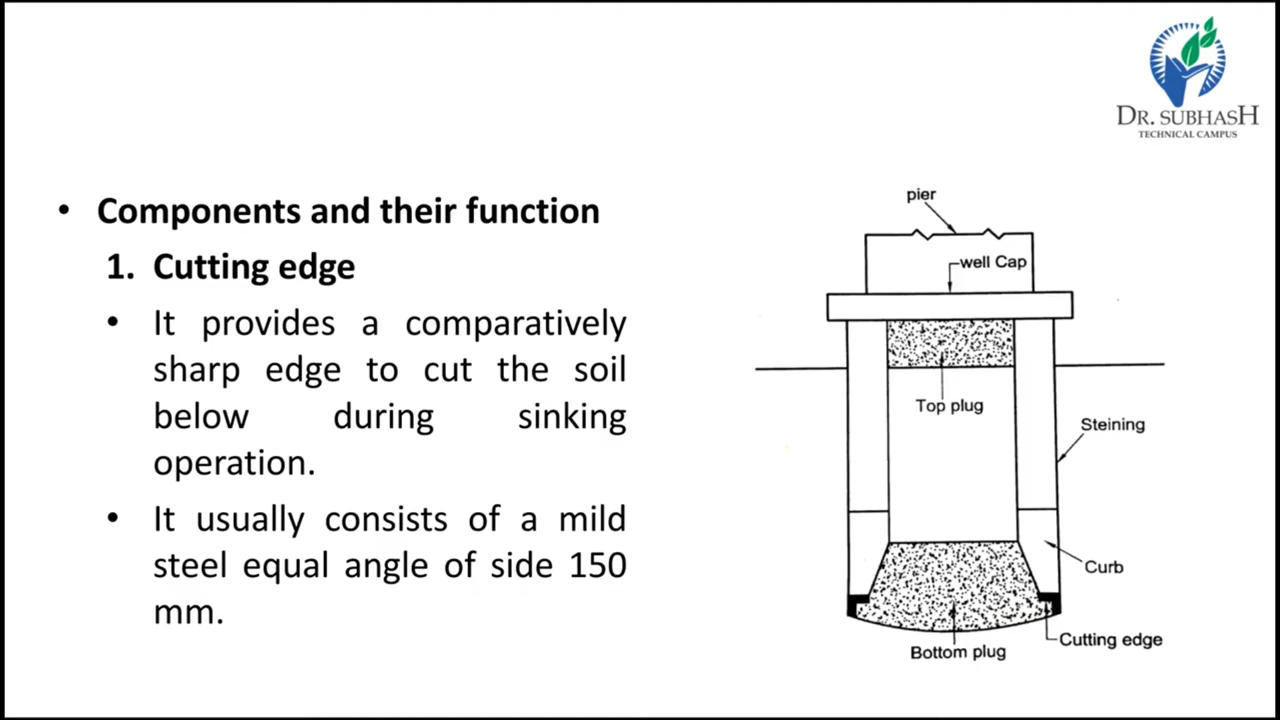 DR. SUBHASH
TECHNICAL CAMPUS
• Components and their function
1. Cutting edge
• It provides a comparatively
sharp edge to cut the soil
below during sinking
operation.
• It usually consists of a mild
steel equal angle of side 150
mm.
pier
well Cap
Top plug
Steining
Curb
Cutting edge
Bottom plug